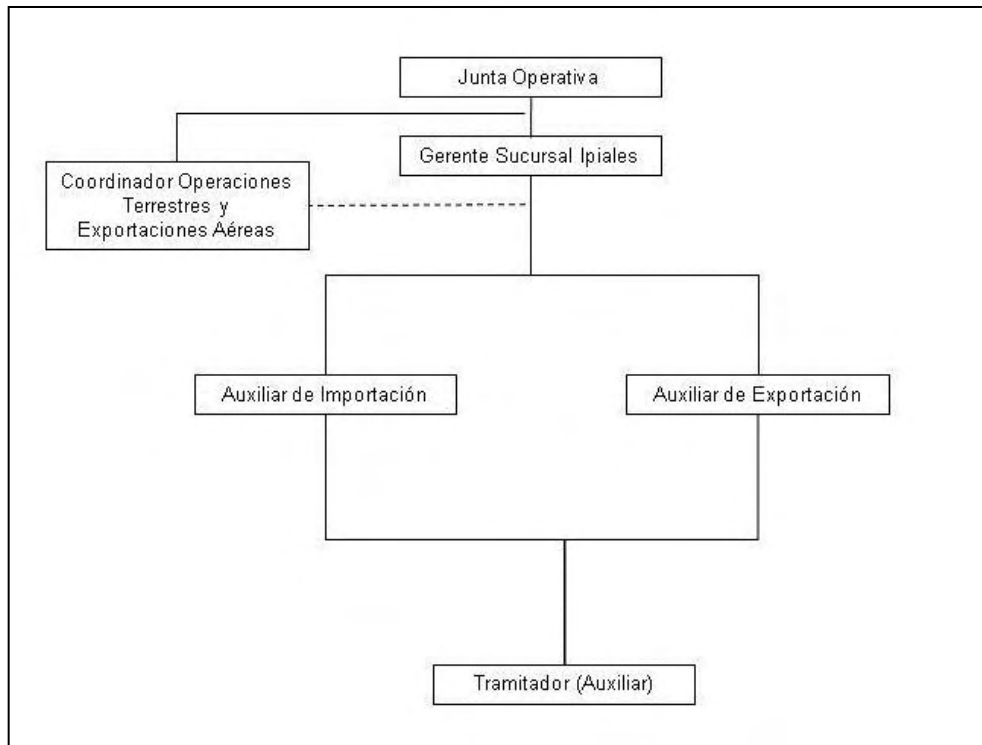 Junta Operativa
Gerente Sucursal Ipiales
Coordinador Operaciones
Terrestres y
Exportaciones Aéreas
Auxiliar de Importación
Auxiliar de Exportación
Tramitador (Auxiliar)